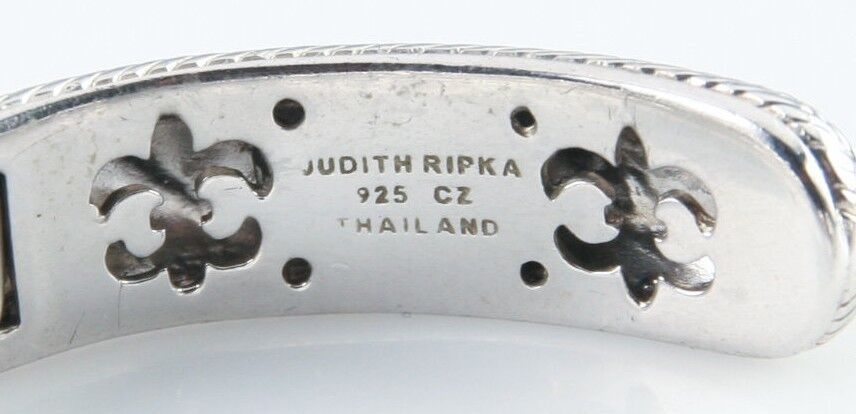 JUDITH RIPKA
925 CZ
THAILAND